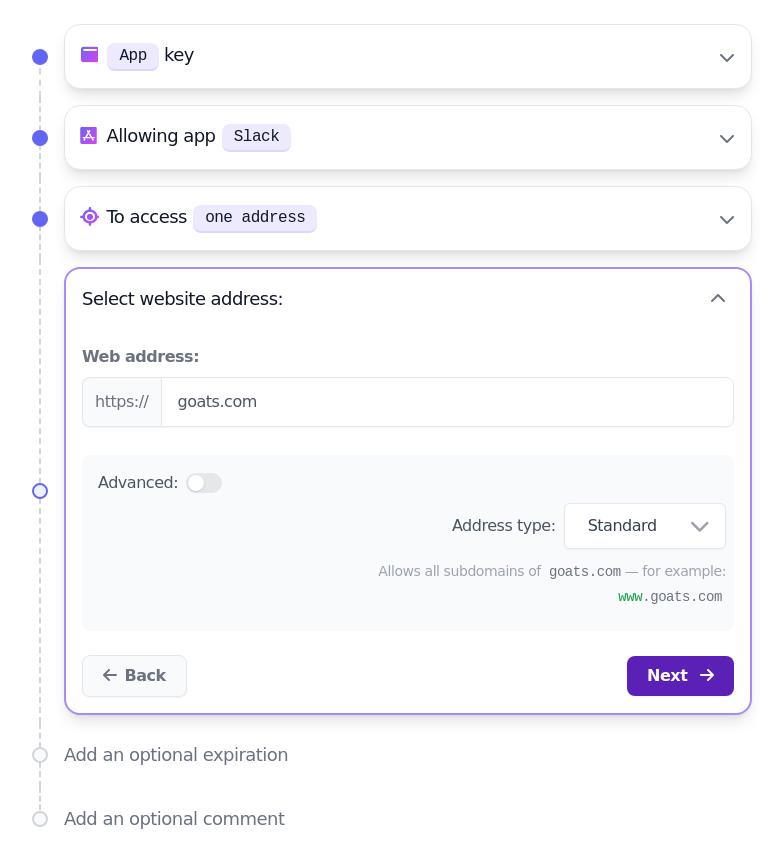 App key
Allowing app Slack
To access one address
Select website address:
Web address:
https:// goats.com
Advanced:
Address type: Standard
Allows all subdomains of goats.com — for example:
www.goats.com
Back Next
Add an optional expiration
Add an optional comment